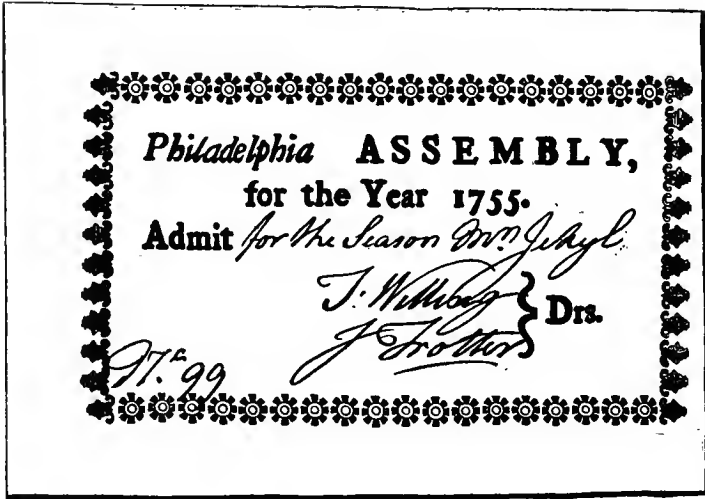 Philadelphia ASSEMBLY,
for the Year 1755.
Admit for the Season Mrs Jekyl
T. Willing
J Trotter } Drs.
No. 99